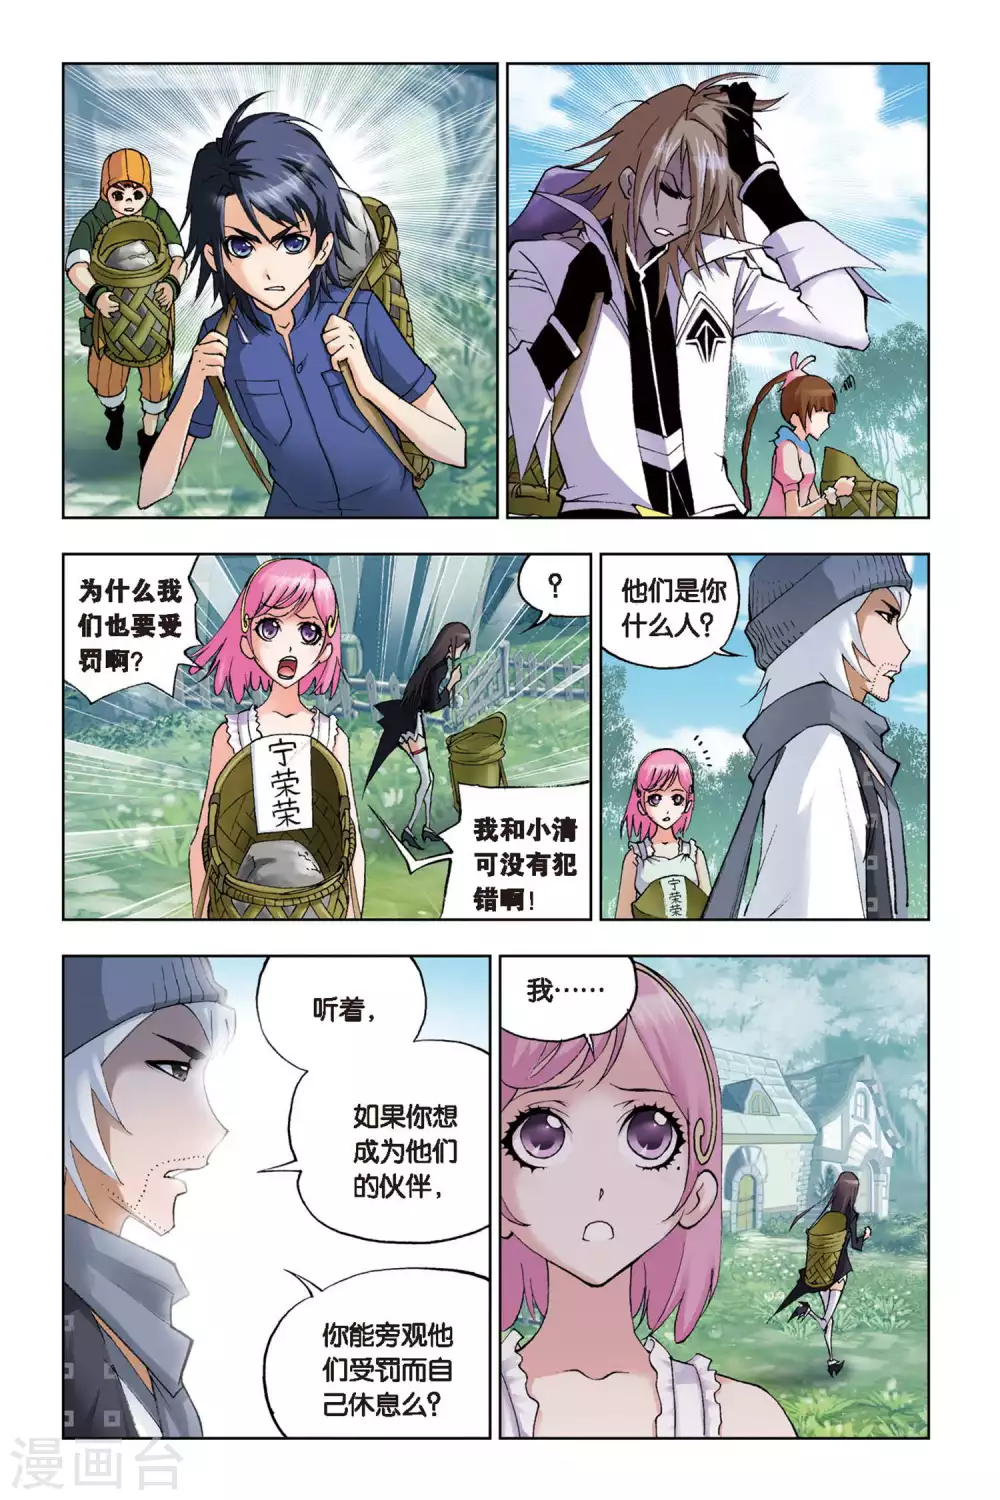 为什么我
们也要受
罚啊?
?
宁荣荣
我和小清
可没有犯
错啊!
他们是你
什么人?
宁荣荣
听着,
如果你想
成为他们
的伙伴,
你能旁观他
们受罚而自
己休息么?
我……
漫画台